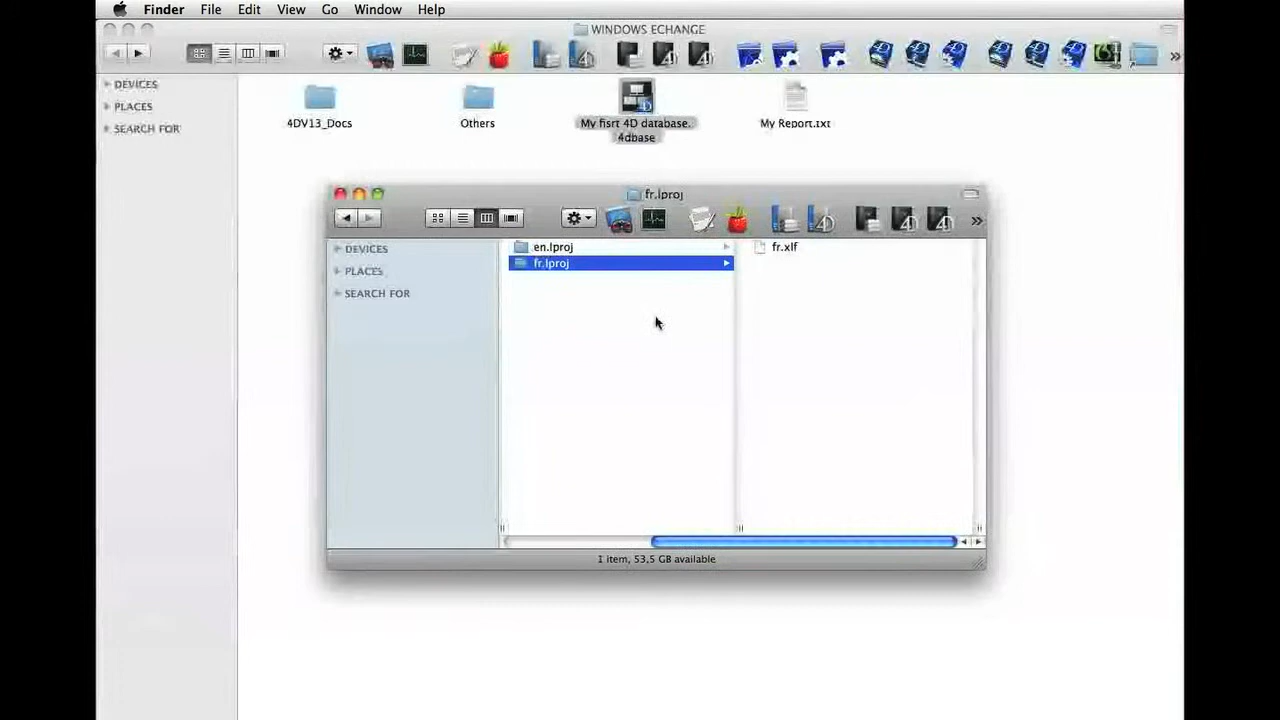 Finder File Edit View Go Window Help
WINDOWS ECHANGE
DEVICES
PLACES
SEARCH FOR
4DV13_Docs
Others
My fisrt 4D database.
4dbase
My Report.txt
fr.lproj
DEVICES
PLACES
SEARCH FOR
en.lproj
fr.lproj
fr.xlf
1 item, 53,5 GB available